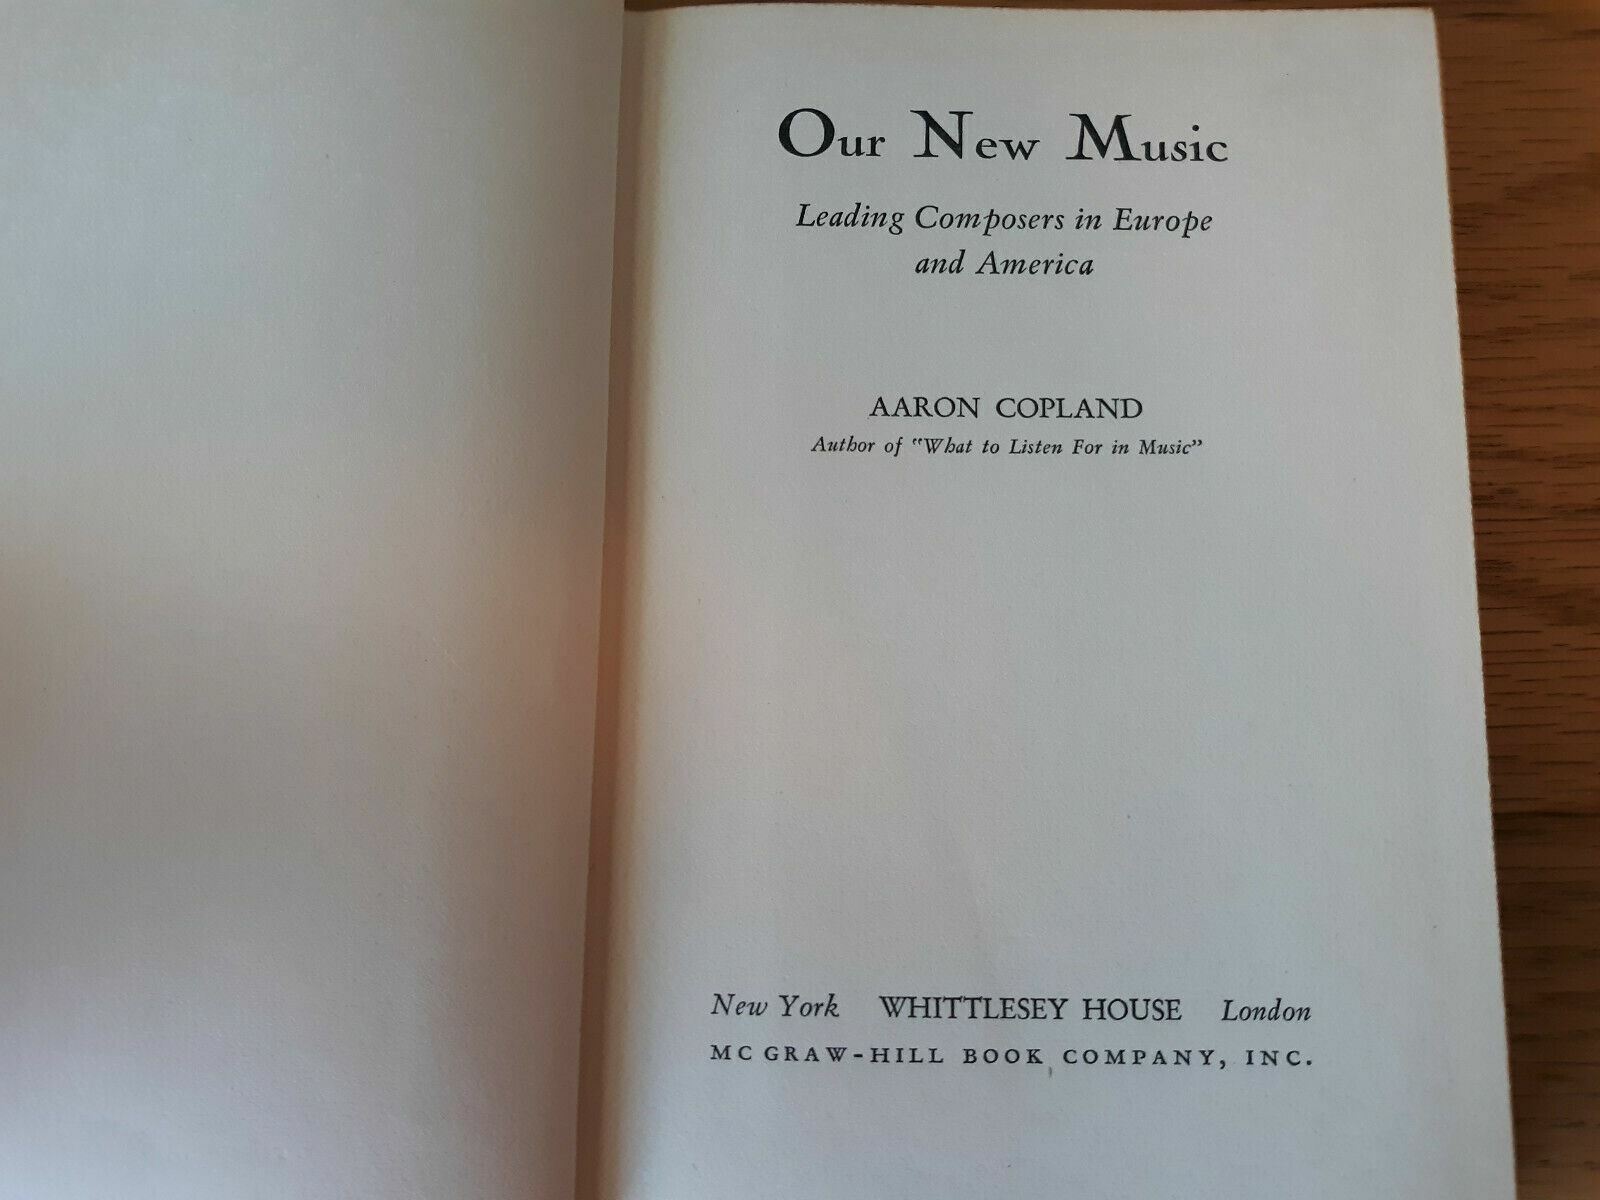 Our New Music
Leading Composers in Europe
and America
AARON COPLAND
Author of "What to Listen For in Music"
New York WHITTLESEY HOUSE London
MC GRAW-HILL BOOK COMPANY, INC.